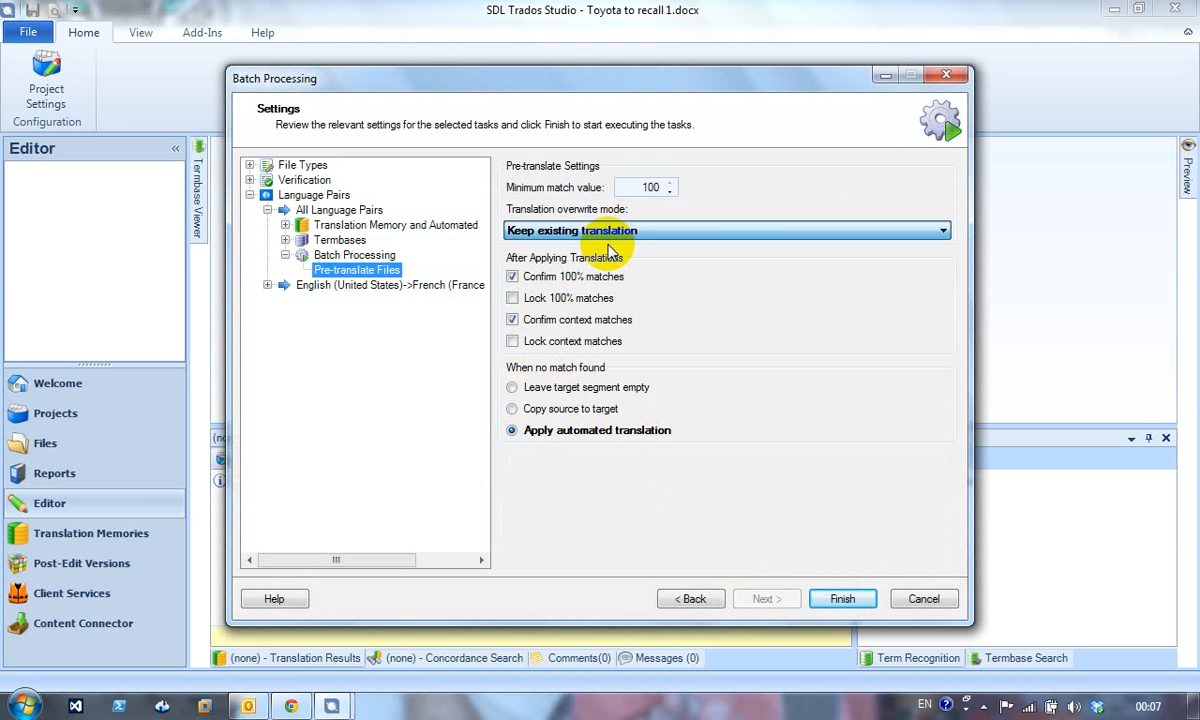 SDL Trados Studio - Toyota to recall 1.docx
File
Home
View
Add-Ins
Help
Project
Settings
Configuration
Editor
«
Termbase Viewer
Preview
Batch Processing
Settings
Review the relevant settings for the selected tasks and click Finish to start executing the tasks.
File Types
Verification
Language Pairs
All Language Pairs
Translation Memory and Automated
Termbases
Batch Processing
Pre-translate Files
English (United States)->French (France
Pre-translate Settings
Minimum match value: 100
Translation overwrite mode:
Keep existing translation
After Applying Translations
Confirm 100% matches
Lock 100% matches
Confirm context matches
Lock context matches
When no match found
Leave target segment empty
Copy source to target
Apply automated translation
Help
< Back
Next >
Finish
Cancel
Welcome
Projects
Files
Reports
Editor
Translation Memories
Post-Edit Versions
Client Services
Content Connector
(none) - Translation Results
(none) - Concordance Search
Comments(0)
Messages (0)
Term Recognition
Termbase Search
EN
00:07